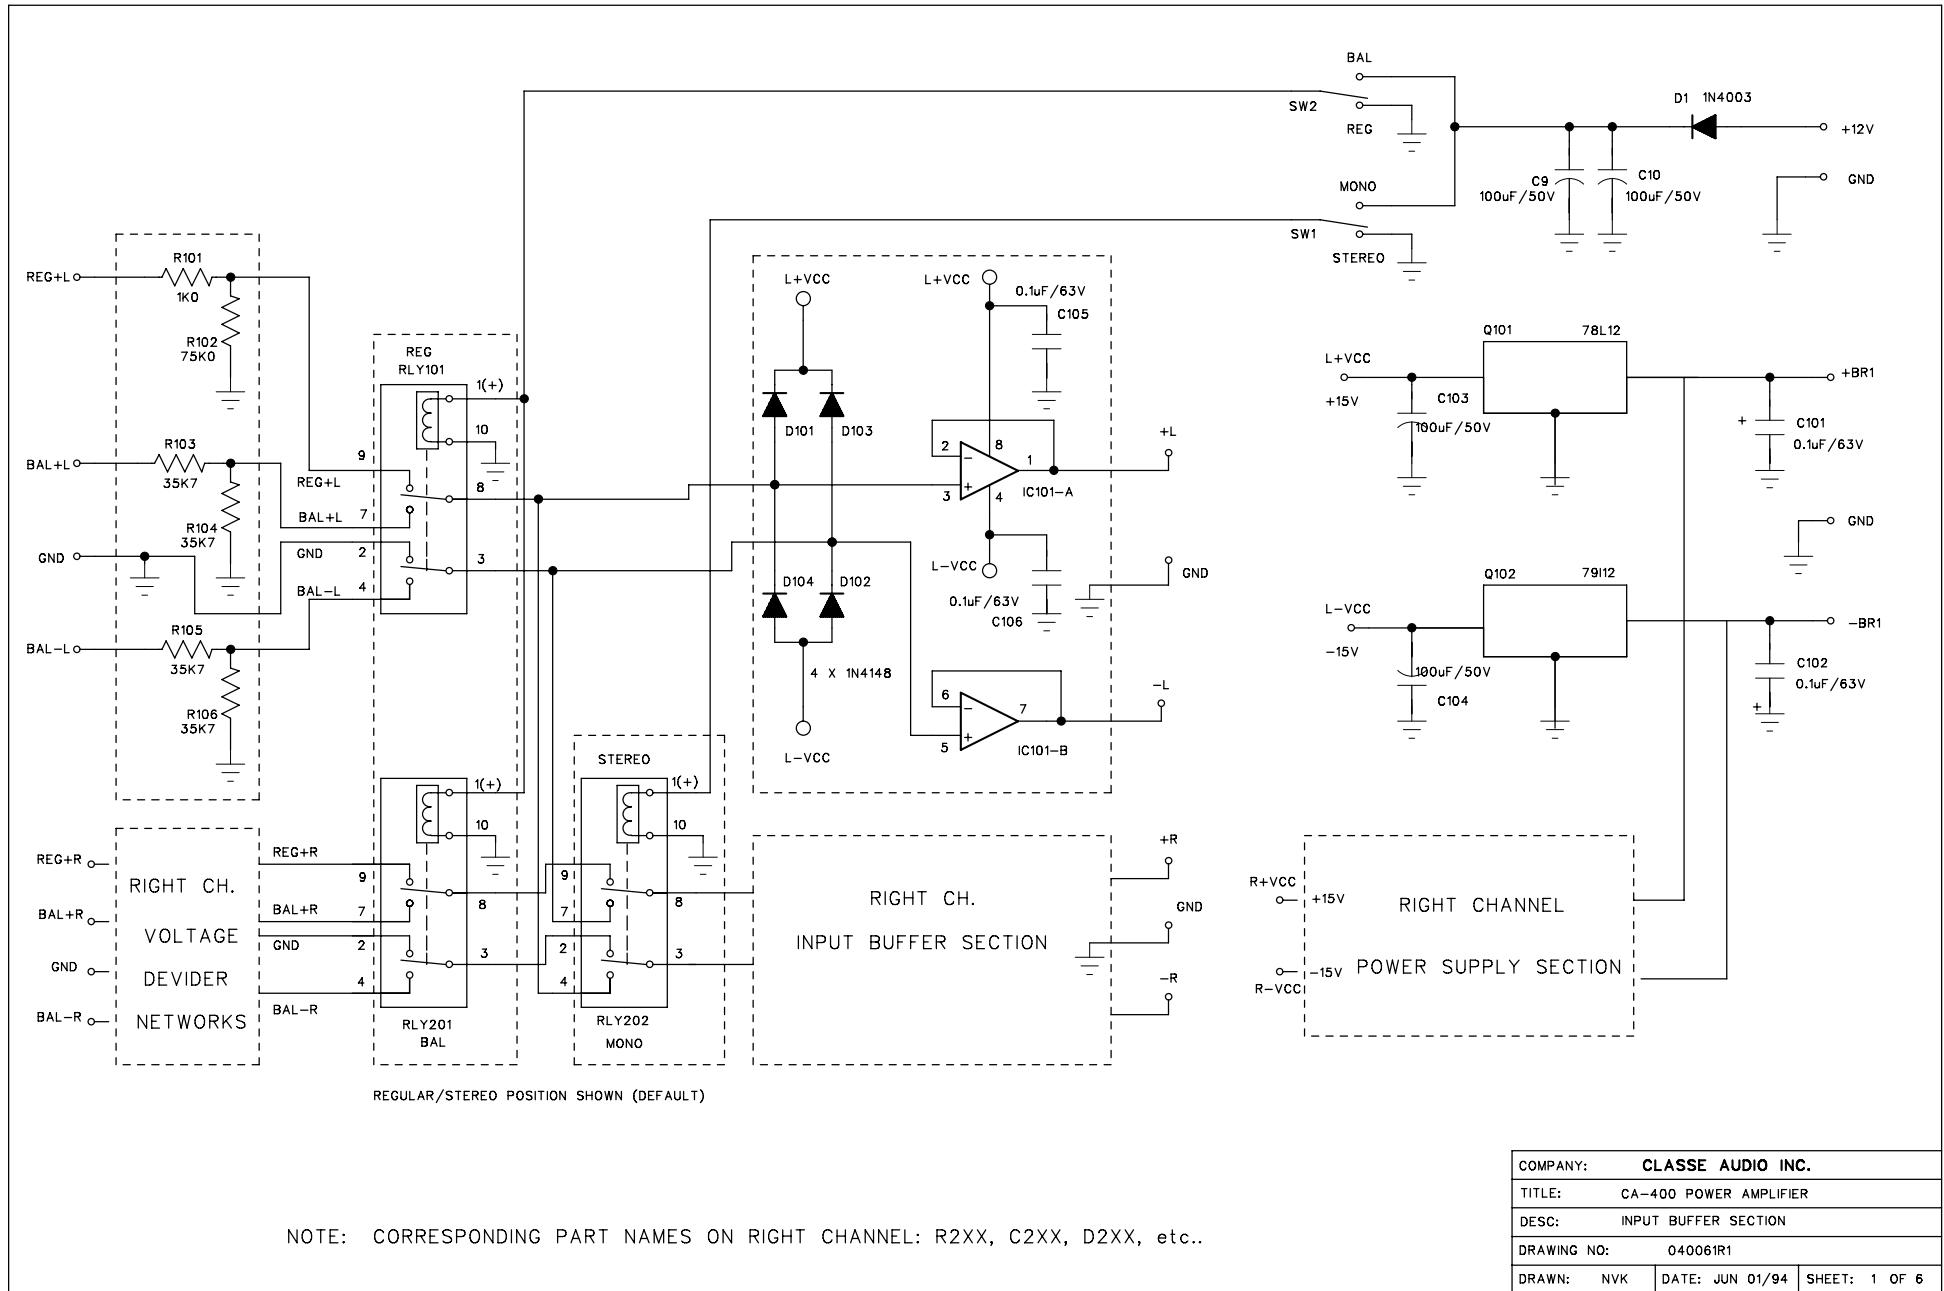 BAL
SW2
REG
D1 1N4003
+12V
C9
100uF/50V
C10
100uF/50V
GND
MONO
SW1
STEREO
REG+L
R101
1K0
R102
75K0
BAL+L
R103
35K7
R104
35K7
GND
BAL-L
R105
35K7
R106
35K7
REG
RLY101
1(+)
10
9
REG+L
8
BAL+L
7
GND
2
3
BAL-L
4
L+VCC
L+VCC
0.1uF/63V
C105
D101
D103
2
8
1
3
4
IC101-A
+L
D104
D102
L-VCC
0.1uF/63V
C106
GND
4 X 1N4148
L-VCC
6
7
5
IC101-B
-L
Q101
78L12
L+VCC
+15V
C103
100uF/50V
+BR1
+
C101
0.1uF/63V
GND
Q102
79l12
L-VCC
-15V
100uF/50V
C104
-BR1
C102
0.1uF/63V
+
REG+R
BAL+R
GND
BAL-R
RIGHT CH.
VOLTAGE
DEVIDER
NETWORKS
REG+R
BAL+R
GND
BAL-R
1(+)
10
9
8
7
2
3
4
RLY201
BAL
STEREO
1(+)
10
9
8
7
2
3
4
RLY202
MONO
RIGHT CH.
INPUT BUFFER SECTION
+R
GND
-R
R+VCC
+15V
-15V
R-VCC
RIGHT CHANNEL
POWER SUPPLY SECTION
REGULAR/STEREO POSITION SHOWN (DEFAULT)
NOTE: CORRESPONDING PART NAMES ON RIGHT CHANNEL: R2XX, C2XX, D2XX, etc..
COMPANY: CLASSE AUDIO INC.
TITLE: CA-400 POWER AMPLIFIER
DESC: INPUT BUFFER SECTION
DRAWING NO: 040061R1
DRAWN: NVK DATE: JUN 01/94 SHEET: 1 OF 6